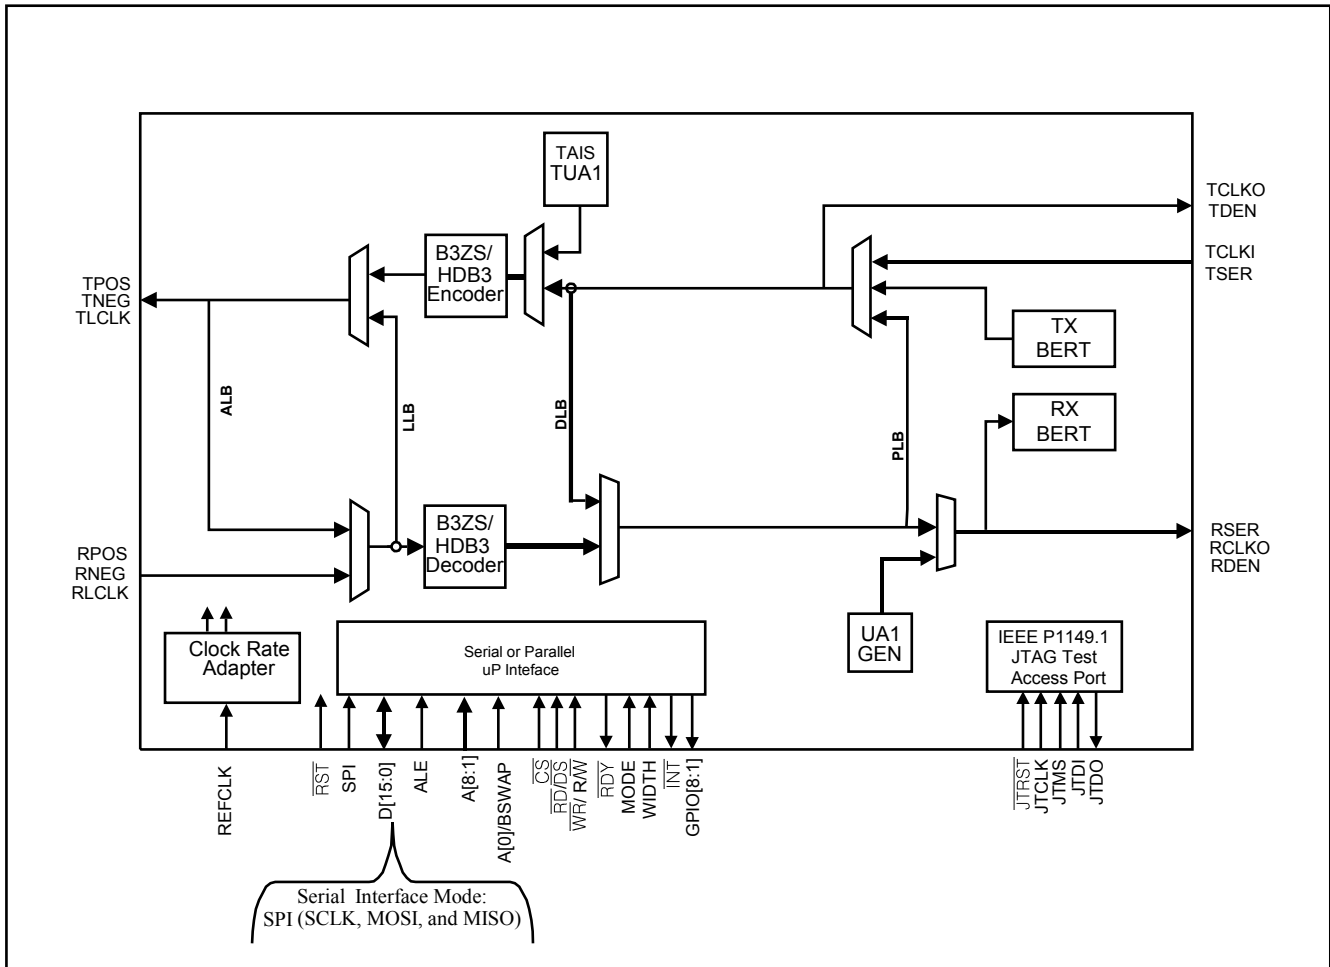 TAIS
TUA1
TCLKO
TDEN
B3ZS/
HDB3
Encoder
TCLKI
TSER
TPOS
TNEG
TLCLK
TX
BERT
ALB
LLB
DLB
PLB
RX
BERT
B3ZS/
HDB3
Decoder
RPOS
RNEG
RLCLK
RSER
RCLKO
RDEN
Clock Rate
Adapter
Serial or Parallel
uP Inteface
UA1
GEN
IEEE P1149.1
JTAG Test
Access Port
REFCLK
RST
SPI
D[15:0]
ALE
A[8:1]
A[0]/BSWAP
CS
RD/DS
WR/ R/W
RDY
MODE
WIDTH
INT
GPIO[8:1]
JTRST
JTCLK
JTMS
JTDI
JTDO
Serial Interface Mode:
SPI (SCLK, MOSI, and MISO)